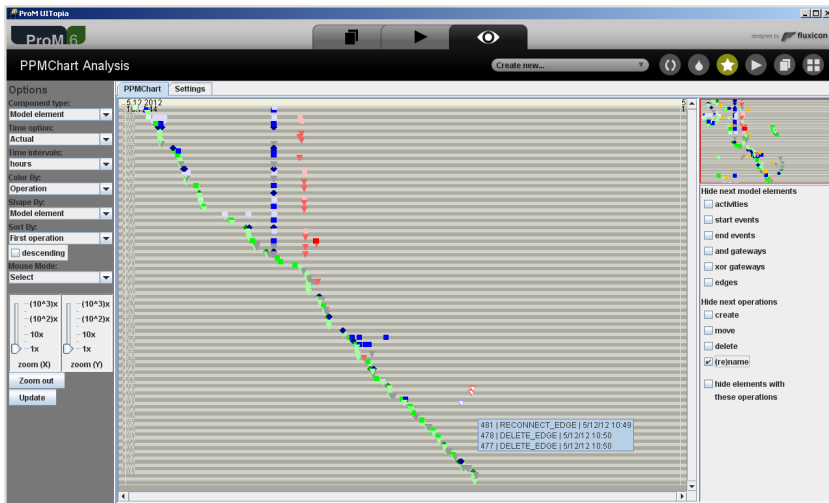 ProM UITopia
ProM 6
designed by fluxicon
PPMChart Analysis
Create new...
Options
Component type:
Model element
Time option:
Actual
Time intervals:
hours
Color By:
Operation
Shape By:
Model element
Sort By:
First operation
descending
Mouse Mode:
Select
(10^3)x
(10^2)x
10x
1x
zoom (X)
(10^3)x
(10^2)x
10x
1x
zoom (Y)
Zoom out
Update
PPMChart
Settings
5.12.2012
481 | RECONNECT_EDGE | 5/12/12 10:49
478 | DELETE_EDGE | 5/12/12 10:50
477 | DELETE_EDGE | 5/12/12 10:50
Hide next model elements
activities
start events
end events
and gateways
xor gateways
edges
Hide next operations
create
move
delete
(re)name
hide elements with
these operations